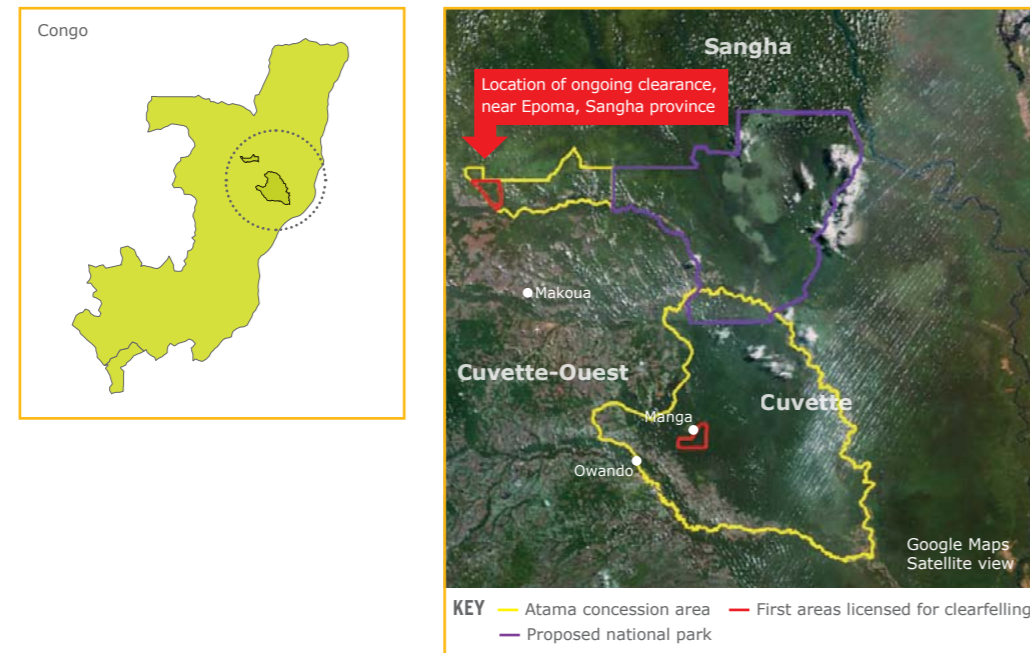 Congo
Sangha
Location of ongoing clearance,
near Epoma, Sangha province
Makoua
Cuvette-Ouest
Cuvette
Manga
Owando
Google Maps
Satellite view
KEY Atama concession area First areas licensed for clearfelling
Proposed national park